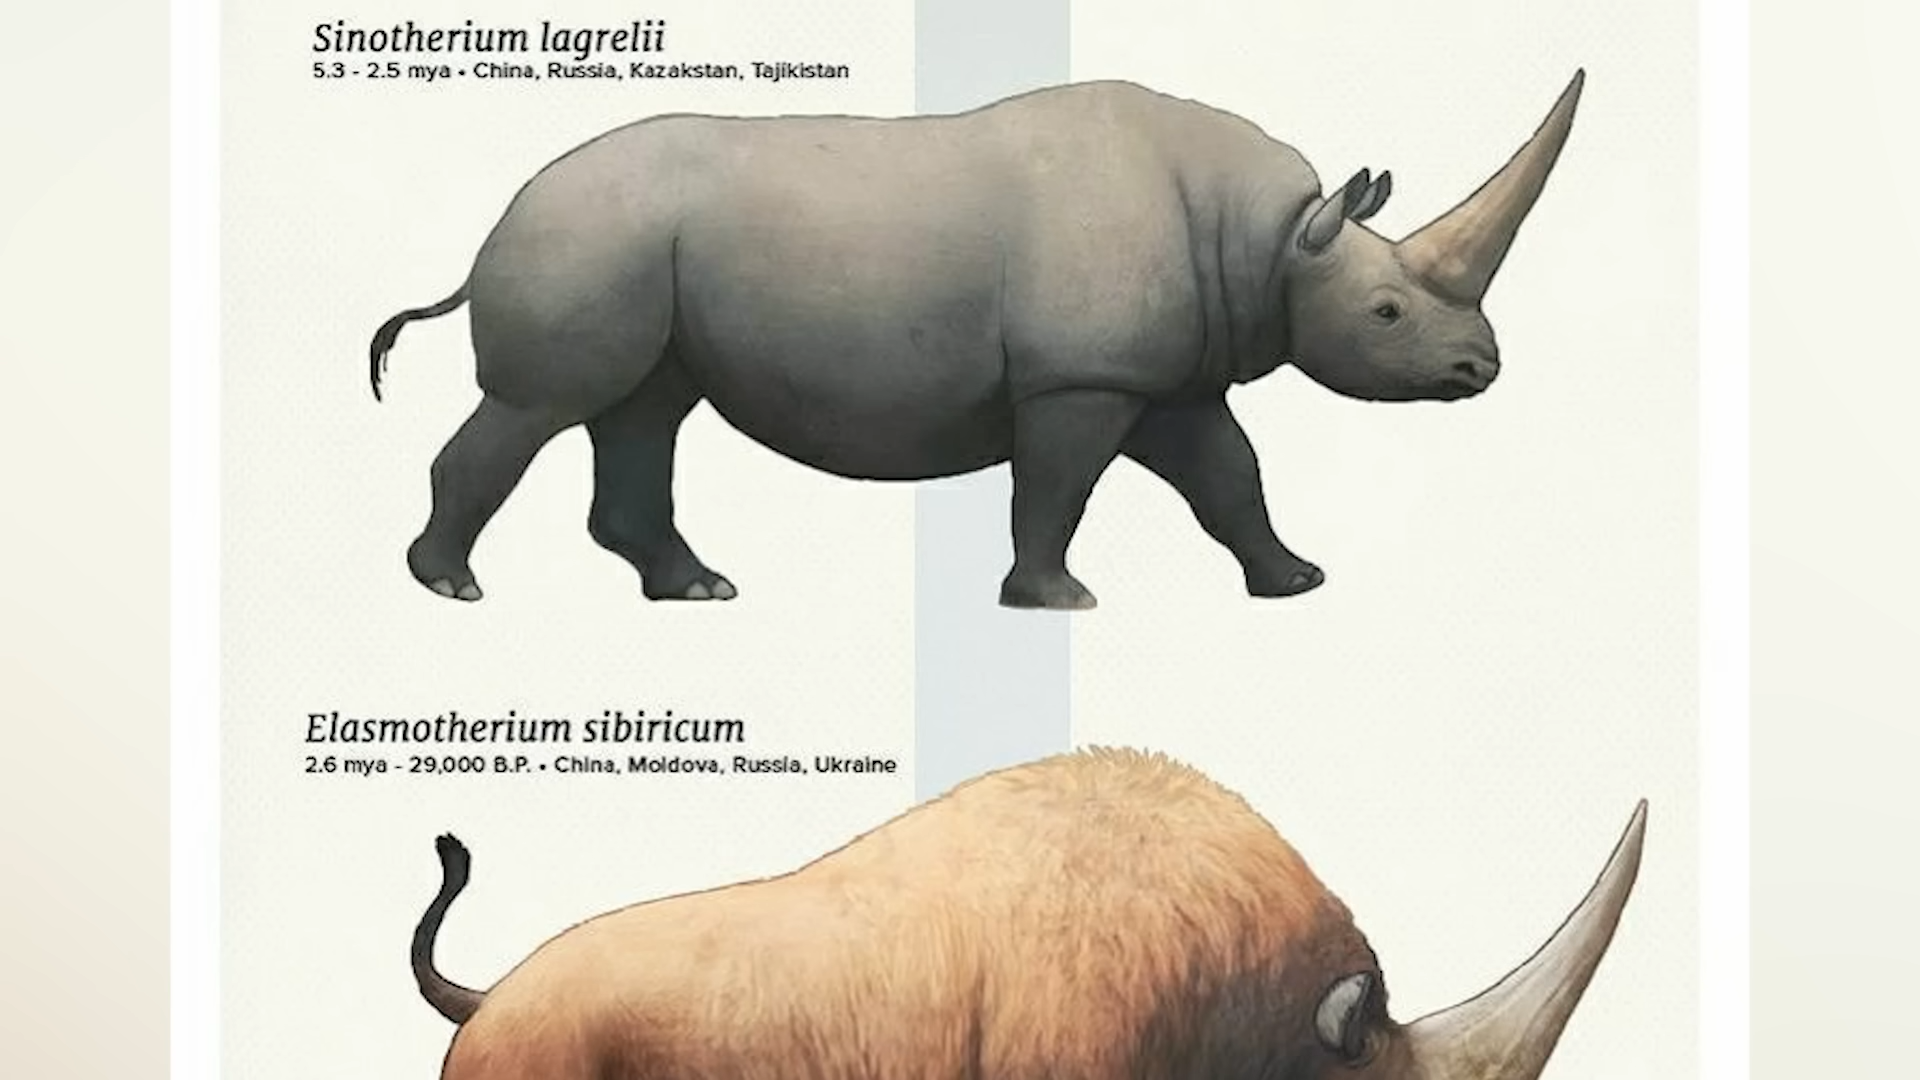 Sinotherium lagrelii
5.3 - 2.5 mya • China, Russia, Kazakstan, Tajikistan
Elasmotherium sibiricum
2.6 mya - 29,000 B.P. • China, Moldova, Russia, Ukraine